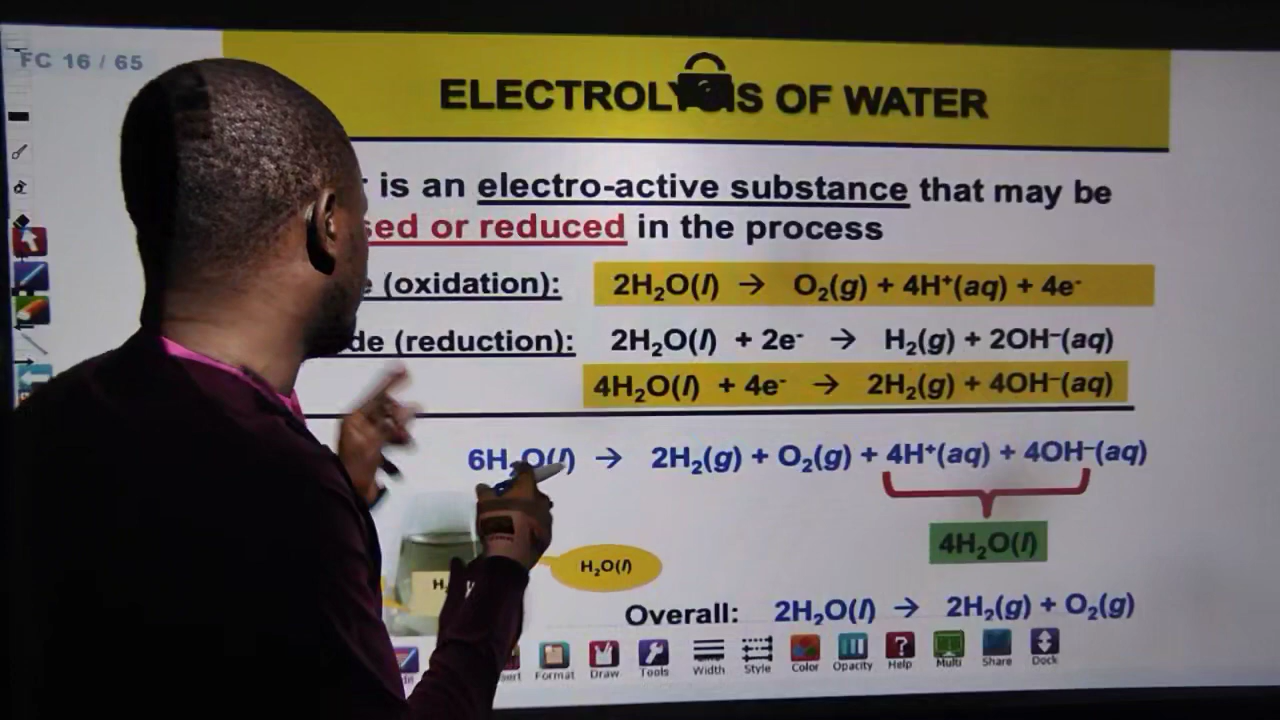 FC 16 / 65
ELECTROLYSIS OF WATER
is an electro-active substance that may be
sed or reduced in the process
e (oxidation): 2H₂O(l) → O₂(g) + 4H⁺(aq) + 4e⁻
de (reduction): 2H₂O(l) + 2e⁻ → H₂(g) + 2OH⁻(aq)
4H₂O(l) + 4e⁻ → 2H₂(g) + 4OH⁻(aq)
6H₂O(l) → 2H₂(g) + O₂(g) + 4H⁺(aq) + 4OH⁻(aq)
4H₂O(l)
H₂O(l)
Overall: 2H₂O(l) → 2H₂(g) + O₂(g)
Format Draw Tools Width Style Color Opacity Help Multi Share Dock